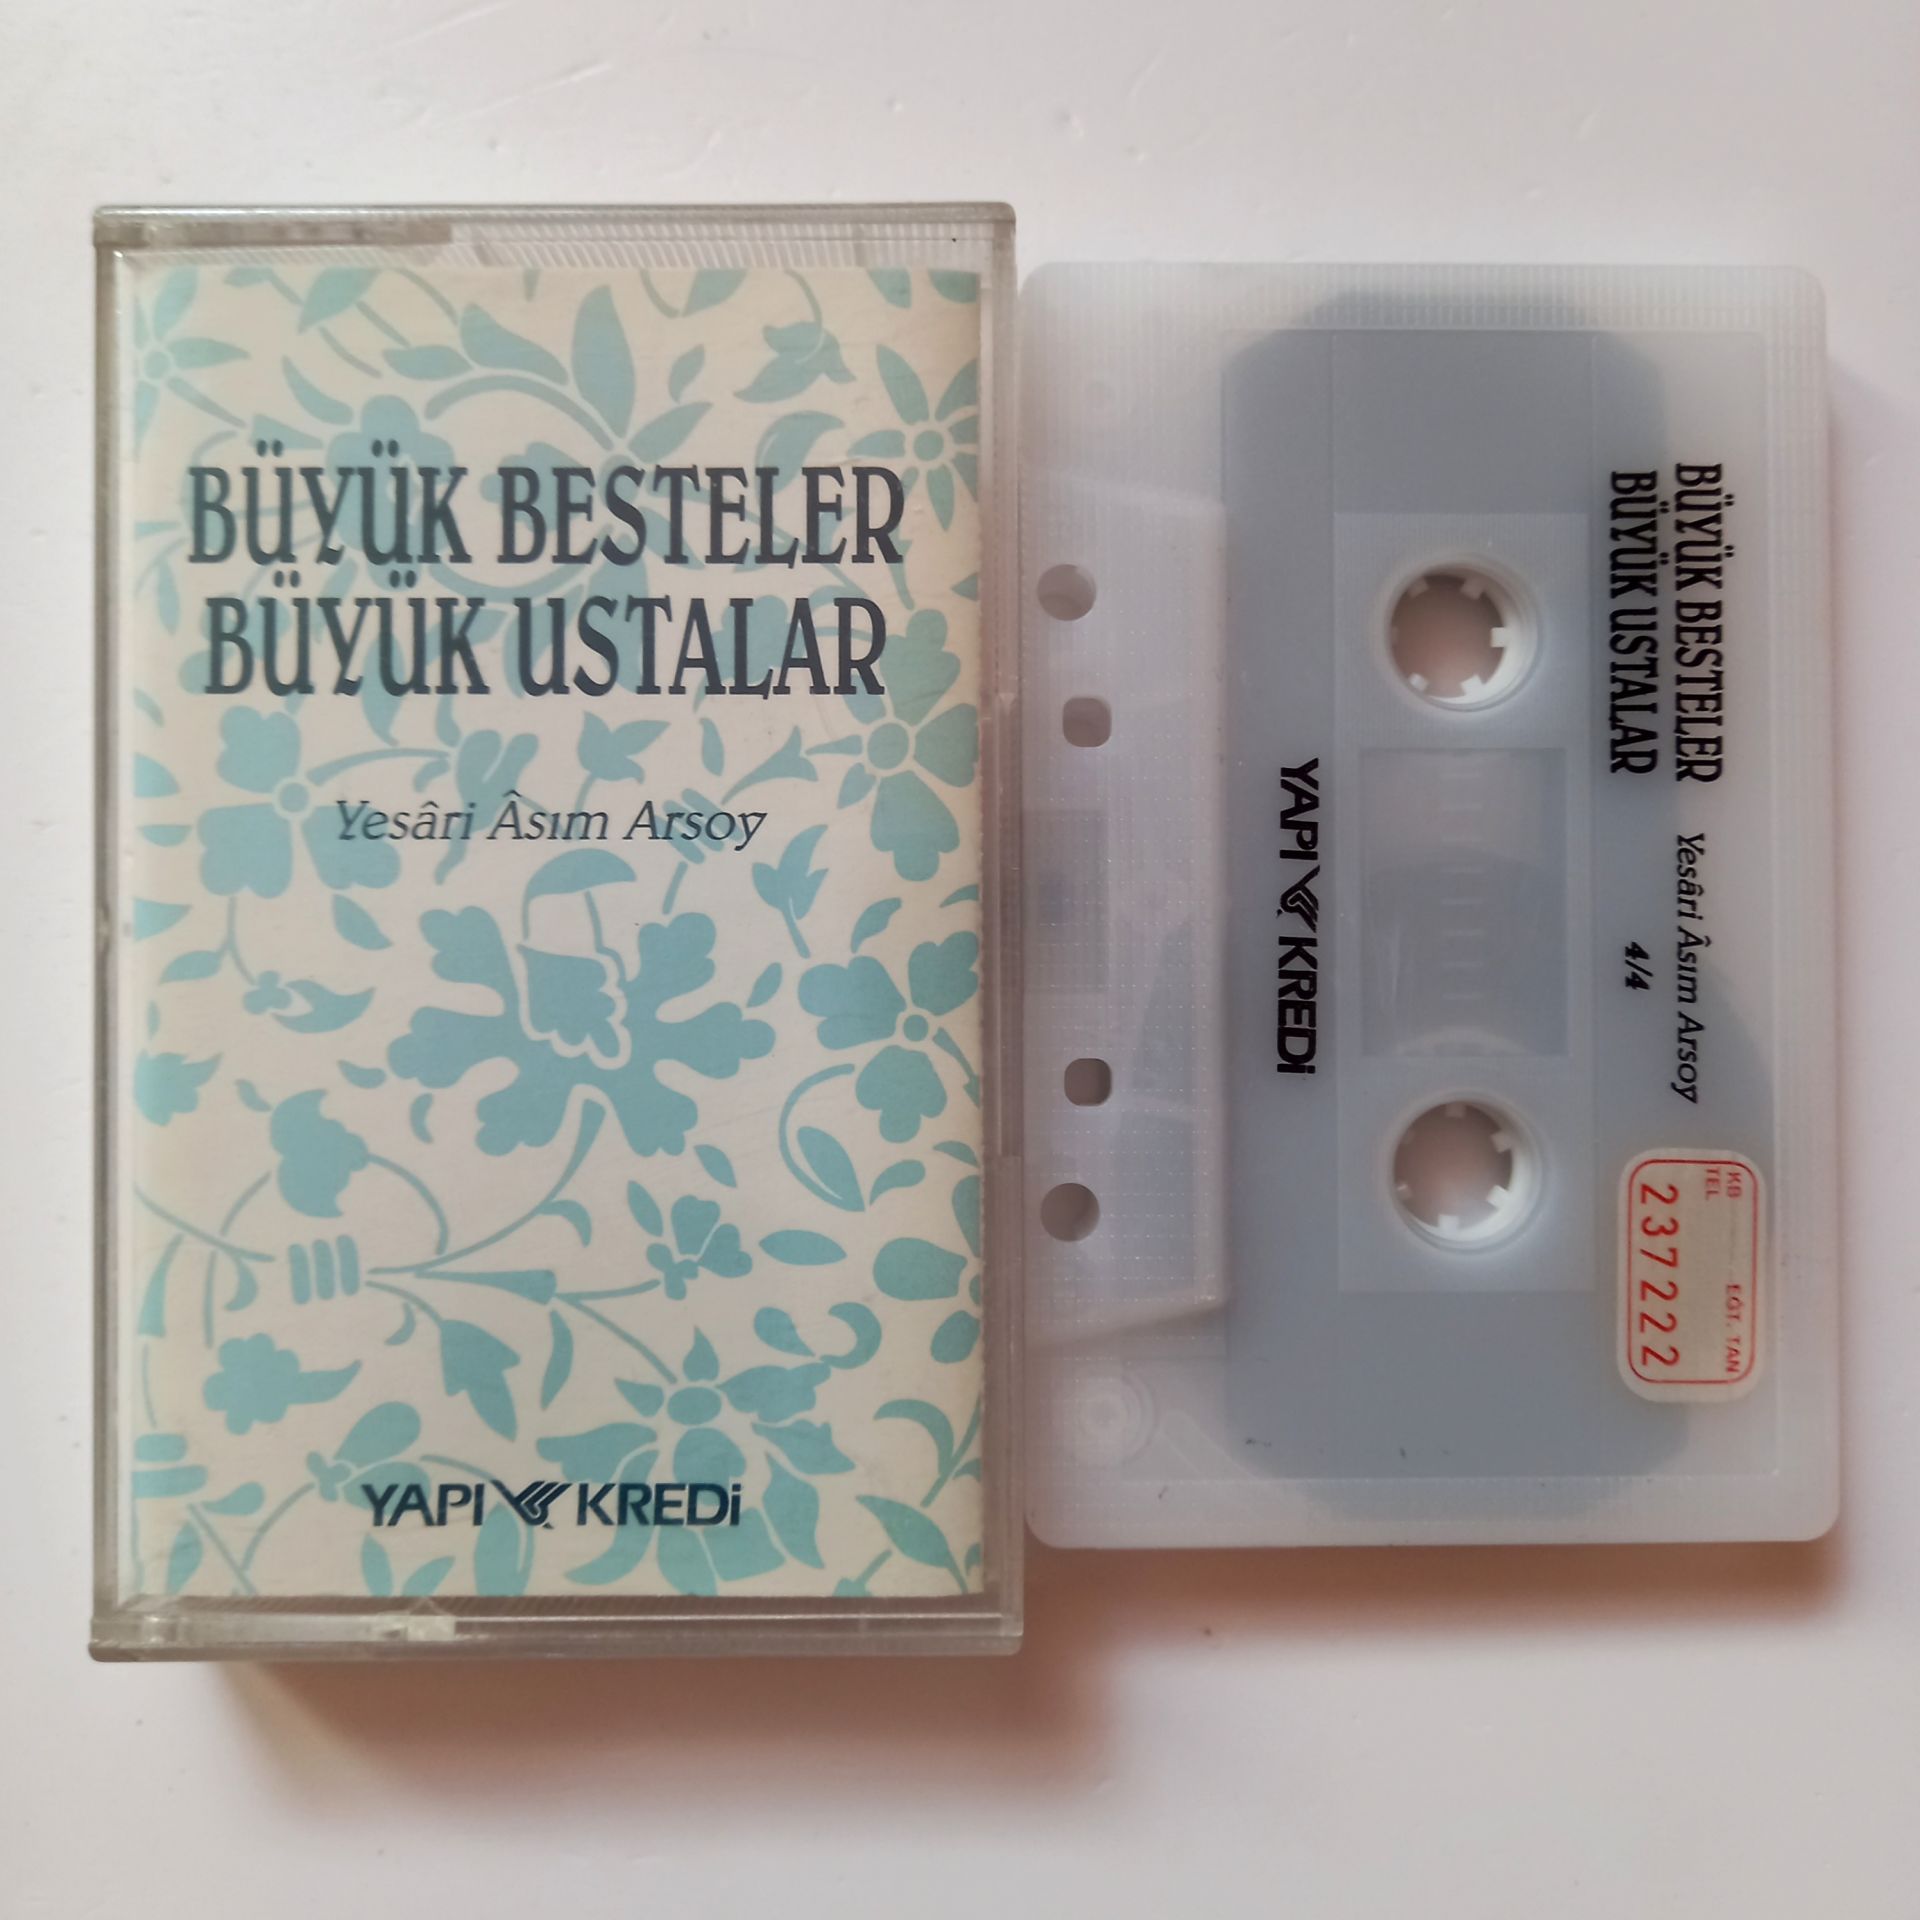 BÜYÜK BESTELER
BÜYÜK USTALAR
Yesâri Âsım Arsoy
YAPI KREDi
BÜYÜK BESTELER Yesâri Âsım Arsoy
BÜYÜK USTALAR 4/4
YAPI KREDi
KB EĞT. TAN
TEL
237222